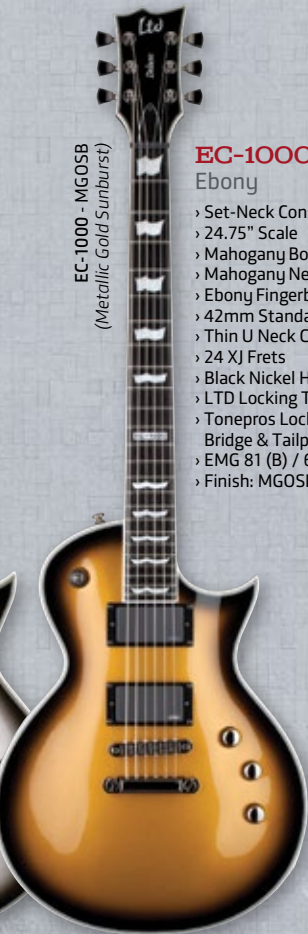 Ltd
Deluxe
EC-1000 - MGOSB
(Metallic Gold Sunburst)
EC-1000
Ebony
› Set-Neck Con
› 24.75” Scale
› Mahogany Bo
› Mahogany Ne
› Ebony Fingerb
› 42mm Standa
› Thin U Neck C
› 24 XJ Frets
› Black Nickel H
› LTD Locking T
› Tonepros Lock
Bridge & Tailp
› EMG 81 (B) / 6
› Finish: MGOSB